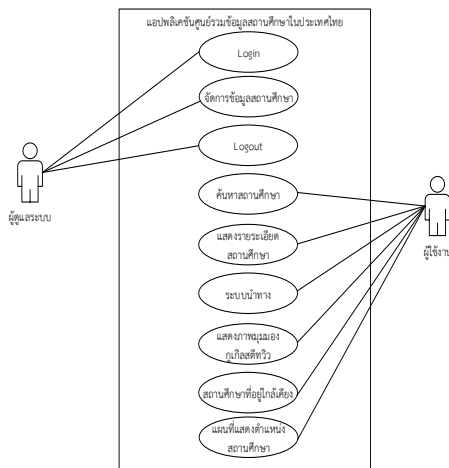 แอปพลิเคชันศูนย์รวมข้อมูลสถานศึกษาในประเทศไทย
Login
จัดการข้อมูลสถานศึกษา
Logout
ผู้ดูแลระบบ
ค้นหาสถานศึกษา
ผู้ใช้งาน
แสดงรายระเอียด
สถานศึกษา
ระบบนำทาง
แสดงภาพมุมมอง
กูเกิลสตีทวิว
สถานศึกษาที่อยู่ใกล้เคียง
แผนที่แสดงตำแหน่ง
สถานศึกษา